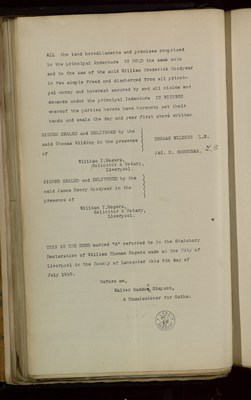 ALL the land hereditaments and premises comprised
in the principal Indenture TO HOLD the same unto
and to the use of the said William Frederick Goodyear
in fee simple freed and discharged from all princi-
pal money and interest secured by and all claims and
demands under the principal Indenture IN WITNESS
whereof the parties hereto have hereunto set their
hands and seals the day and year first above written
SIGNED SEALED and DELIVERED by the
said Thomas Wilding in the presence
of
THOMAS WILDING L.S.
William T.Rogers,
Solicitor & Notary,
Liverpool.
JAS. H.
SIGNED SEALED and DELIVERED by the
said James Henry Goodyear in the
presence of
William T.Rogers,
Solicitor & Notary,
Liverpool.
THIS IS THE DEED marked "A" referred to in the Statutory
Declaration of William Thomas Rogers made at the City of
Liverpool in the County of Lancaster this 9th day of
July
Before me,
Walter Simpson,
A Commissioner for Oaths.